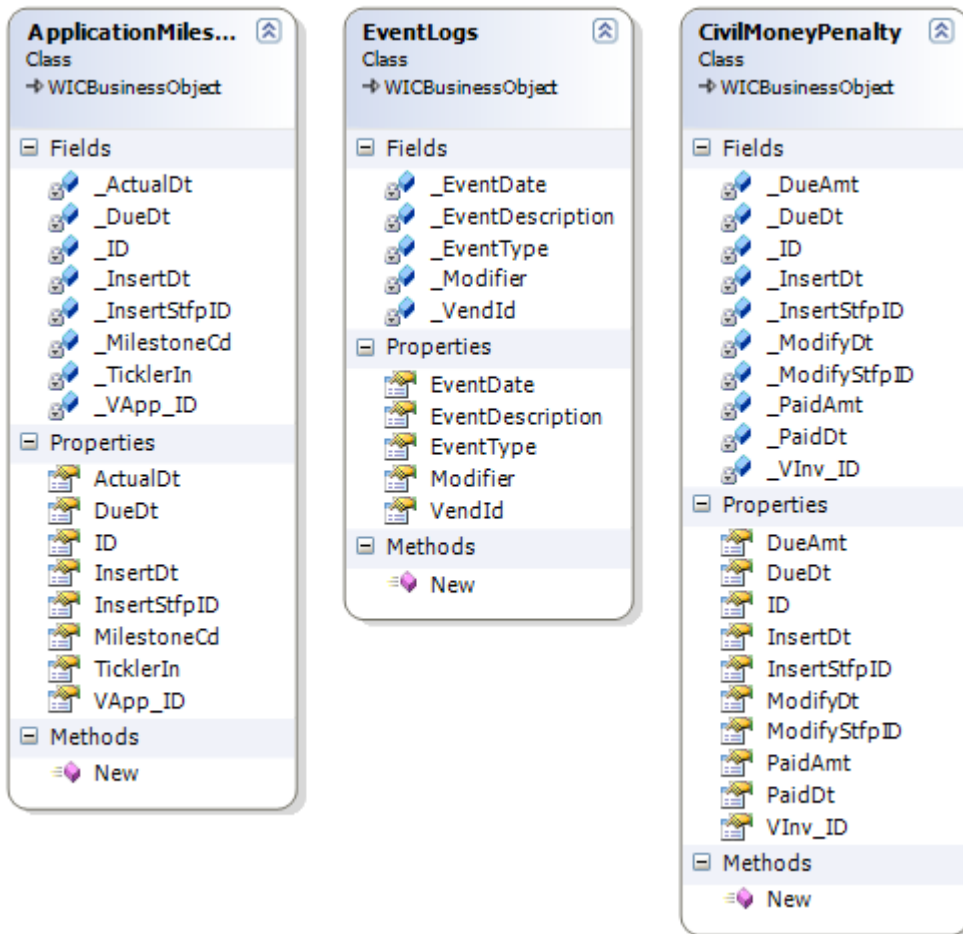 ApplicationMiles...
Class
WICBusinessObject
Fields
_ActualDt
_DueDt
_ID
_InsertDt
_InsertStfpID
_MilestoneCd
_TicklerIn
_VApp_ID
Properties
ActualDt
DueDt
ID
InsertDt
InsertStfpID
MilestoneCd
TicklerIn
VApp_ID
Methods
New
EventLogs
Class
WICBusinessObject
Fields
_EventDate
_EventDescription
_EventType
_Modifier
_VendId
Properties
EventDate
EventDescription
EventType
Modifier
VendId
Methods
New
CivilMoneyPenalty
Class
WICBusinessObject
Fields
_DueAmt
_DueDt
_ID
_InsertDt
_InsertStfpID
_ModifyDt
_ModifyStfpID
_PaidAmt
_PaidDt
_VInv_ID
Properties
DueAmt
DueDt
ID
InsertDt
InsertStfpID
ModifyDt
ModifyStfpID
PaidAmt
PaidDt
VInv_ID
Methods
New